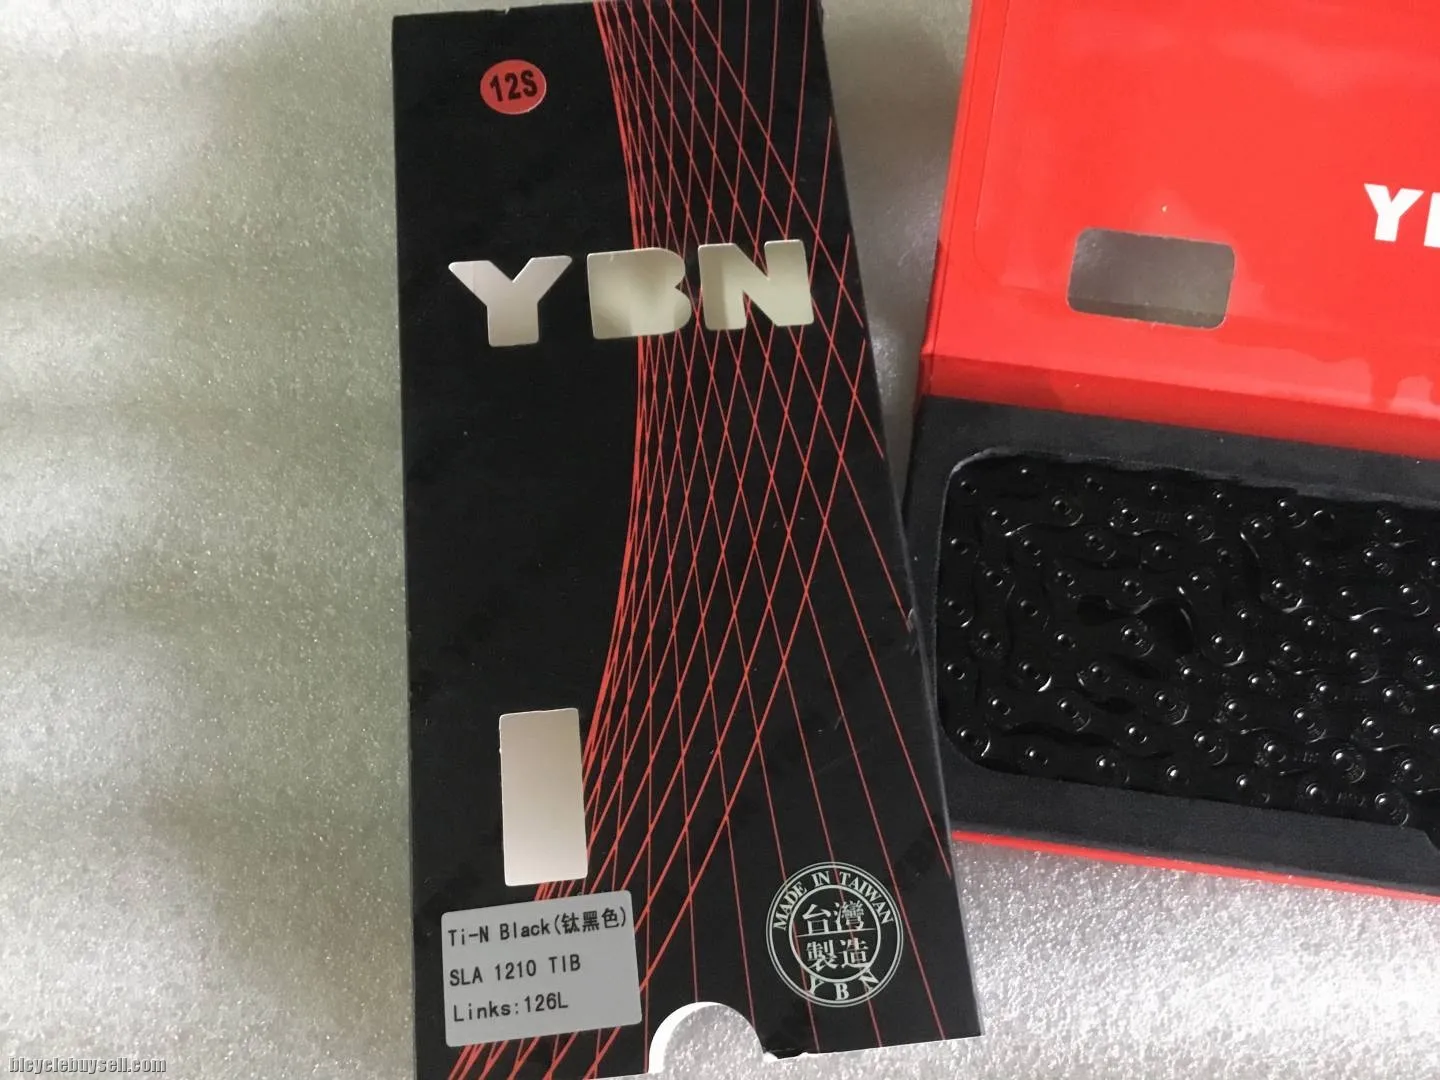 12S
YBN
Ti-N Black(钛黑色)
SLA 1210 TIB
Links:126L
MADE IN TAIWAN
台灣
製造
YBN
bicyclebuysell.com